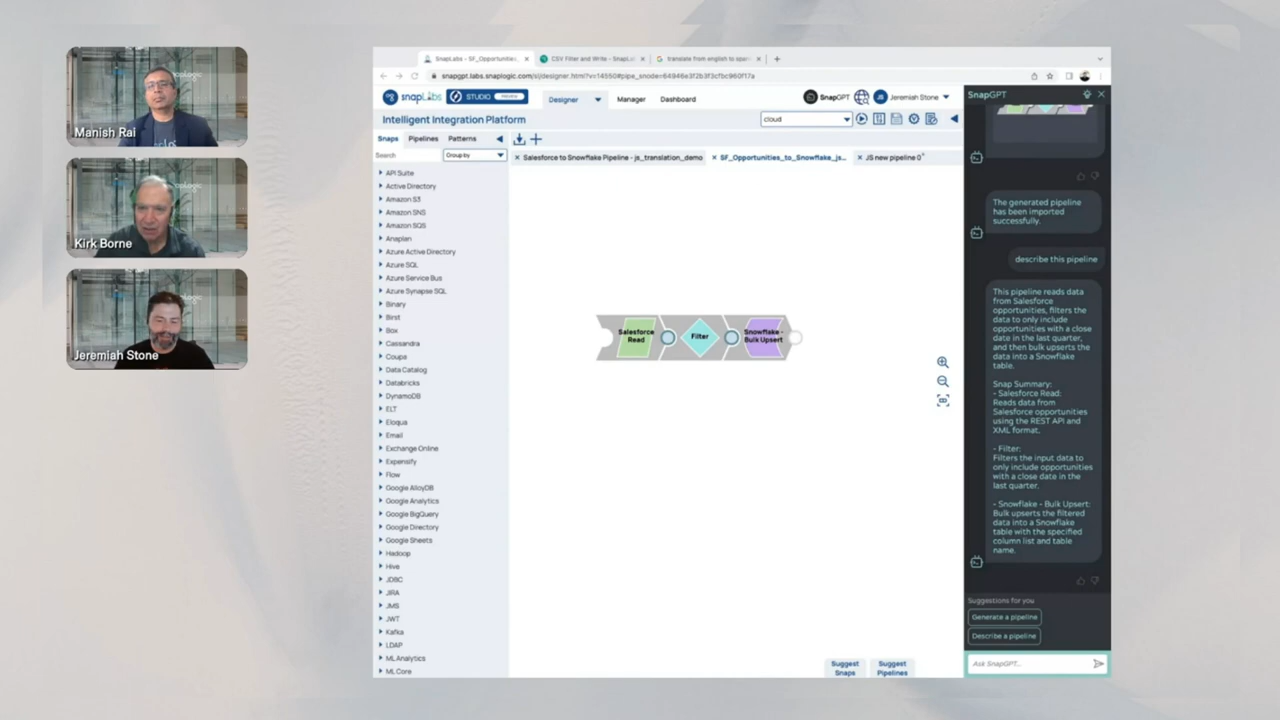 Manish Rai
Kirk Borne
Jeremiah Stone
SnapLabs - SF_Opportunities_
CSV Filter and Write - SnapLa
translate from english to span
snapgpt.labs.snaplogic.com/sl/designer.html?v=14550#pipe_snode=64946e3f2b3f3cfbc960f17a
snapLabs
STUDIO
PREVIEW
Designer
Manager
Dashboard
SnapGPT
Jeremiah Stone
Intelligent Integration Platform
cloud
Snaps
Pipelines
Patterns
Search
Group by
Salesforce to Snowflake Pipeline - js_translation_demo
SF_Opportunities_to_Snowflake_js...
JS new pipeline 0*
API Suite
Active Directory
Amazon S3
Amazon SNS
Amazon SQS
Anaplan
Azure Active Directory
Azure SQL
Azure Service Bus
Azure Synapse SQL
Binary
Birst
Box
Cassandra
Coupa
Data Catalog
Databricks
DynamoDB
ELT
Eloqua
Email
Exchange Online
Expensify
Flow
Google AlloyDB
Google Analytics
Google BigQuery
Google Directory
Google Sheets
Hadoop
Hive
JDBC
JIRA
JMS
JWT
Kafka
LDAP
ML Analytics
ML Core
Salesforce
Read
Filter
Snowflake -
Bulk Upsert
Suggest
Snaps
Suggest
Pipelines
SnapGPT
The generated pipeline
has been imported
successfully.
describe this pipeline
This pipeline reads data
from Salesforce
opportunities, filters the
data to only include
opportunities with a close
date in the last quarter,
and then bulk upserts the
data into a Snowflake
table.
Snap Summary:
- Salesforce Read:
Reads data from
Salesforce opportunities
using the REST API and
XML format.
- Filter:
Filters the input data to
only include opportunities
with a close date in the
last quarter.
- Snowflake - Bulk Upsert:
Bulk upserts the filtered
data into a Snowflake
table with the specified
column list and table
name.
Suggestions for you
Generate a pipeline
Describe a pipeline
Ask SnapGPT...